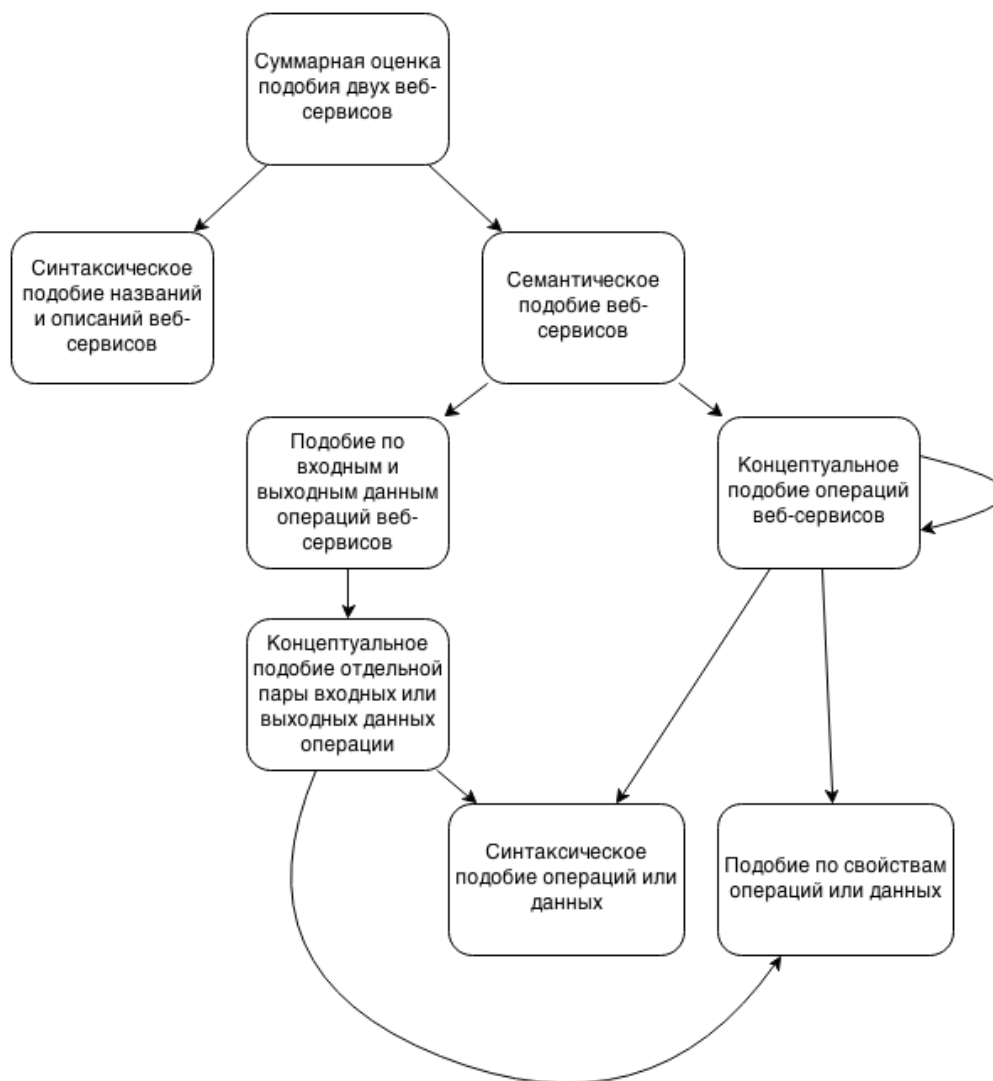 Суммарная оценка
подобия двух веб-
сервисов
Синтаксическое
подобие названий
и описаний веб-
сервисов
Семантическое
подобие веб-
сервисов
Подобие по
входным и
выходным данным
операций веб-
сервисов
Концептуальное
подобие операций
веб-сервисов
Концептуальное
подобие отдельной
пары входных или
выходных данных
операции
Синтаксическое
подобие операций или
данных
Подобие по свойствам
операций или данных